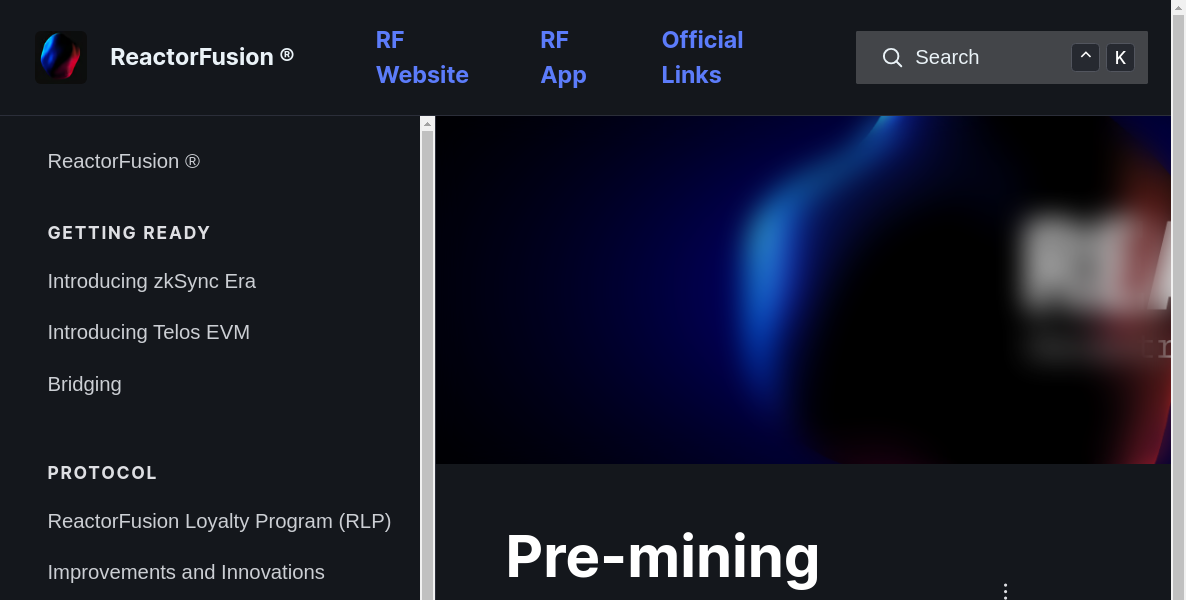 ReactorFusion ®
RF Website
RF App
Official Links
Search
^ K
ReactorFusion ®
GETTING READY
Introducing zkSync Era
Introducing Telos EVM
Bridging
PROTOCOL
ReactorFusion Loyalty Program (RLP)
Improvements and Innovations
Pre-mining